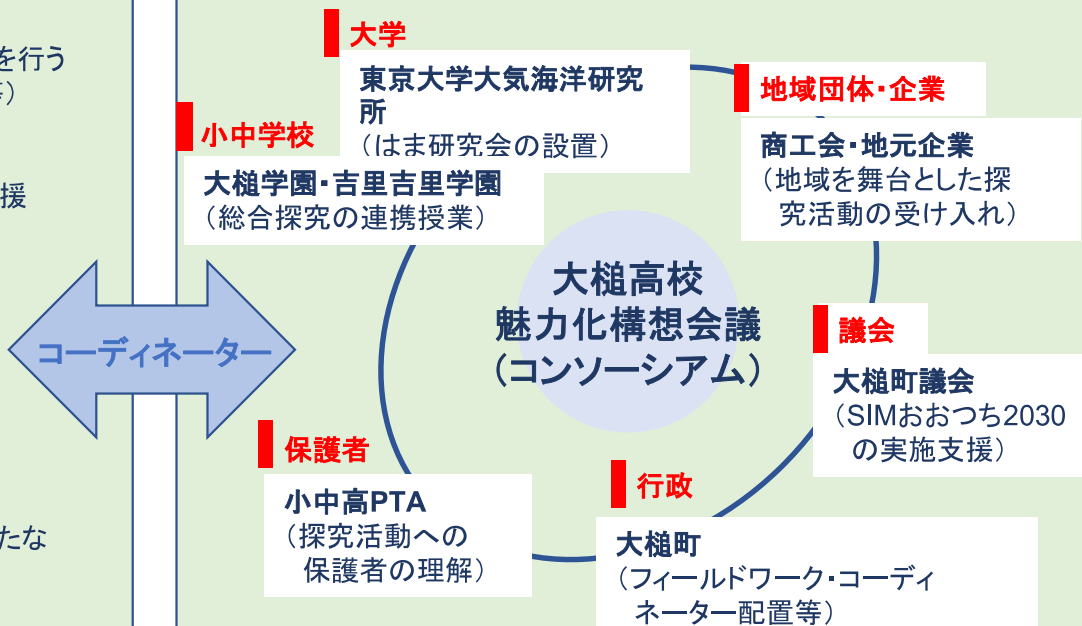 を行う
援
たな
コーディネーター
大学
東京大学大気海洋研究
所
（はま研究会の設置）
小中学校
大槌学園・吉里吉里学園
（総合探究の連携授業）
地域団体・企業
商工会・地元企業
（地域を舞台とした探
究活動の受け入れ）
大槌高校
魅力化構想会議
（コンソーシアム）
議会
大槌町議会
（SIMおおつち2030
の実施支援）
保護者
小中高PTA
（探究活動への
保護者の理解）
行政
大槌町
（フィールドワーク・コーディ
ネーター配置等）